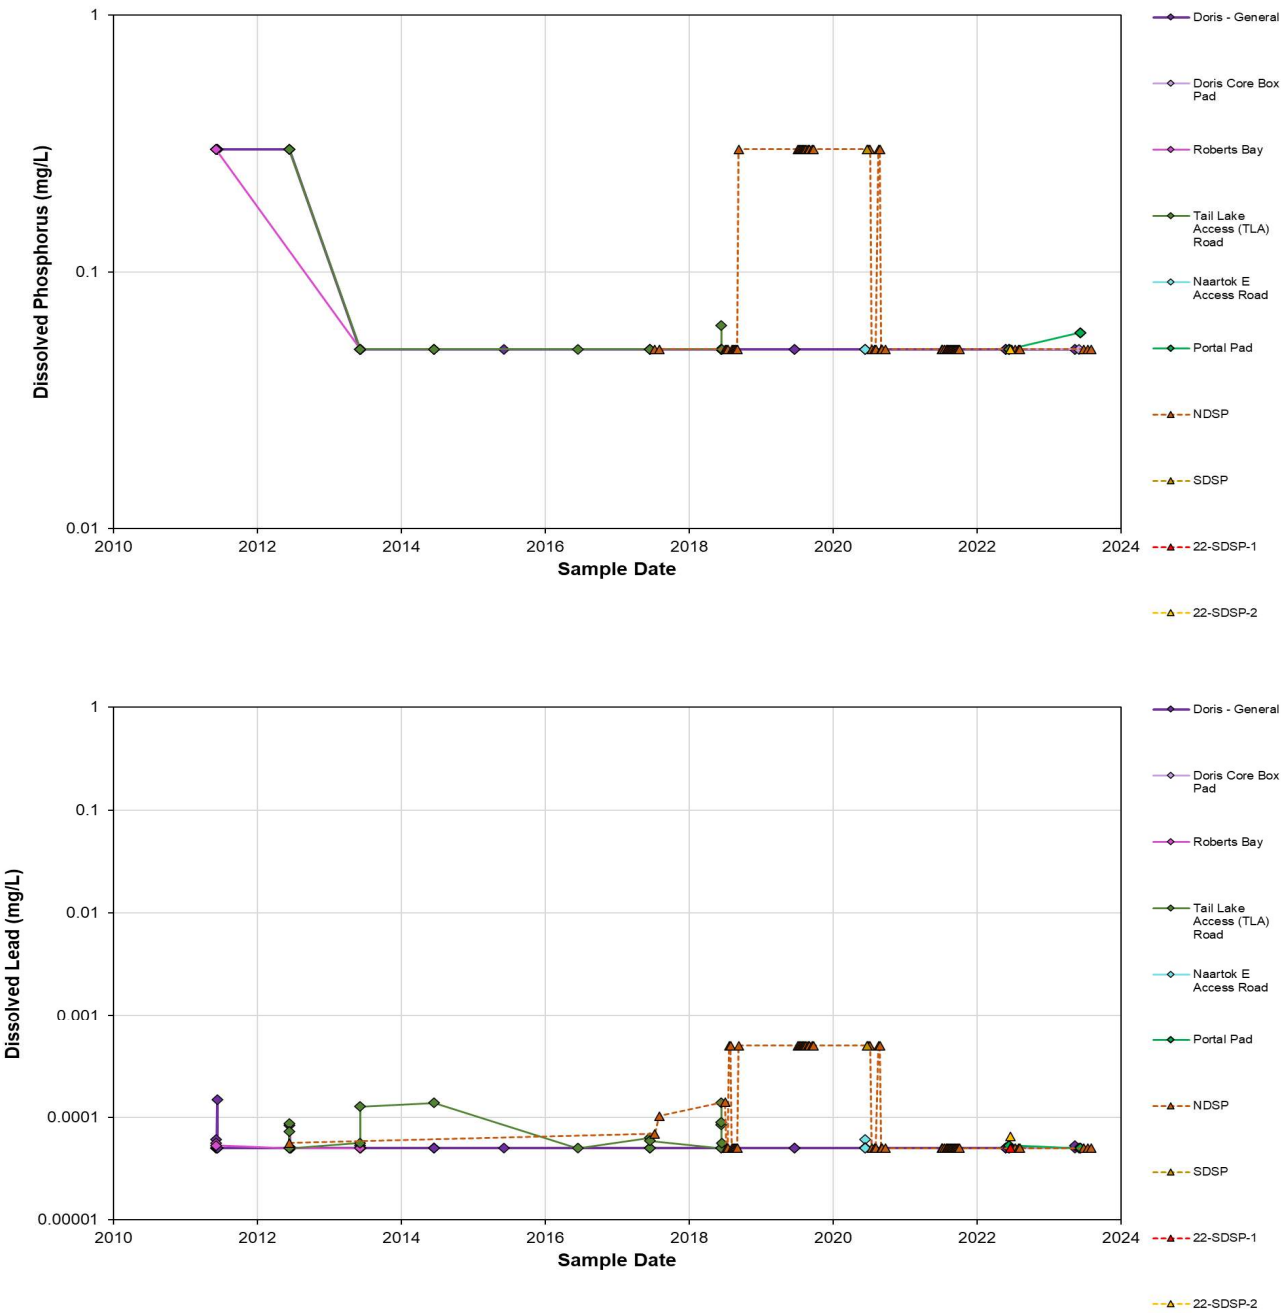 1
0.1
0.01
Dissolved Phosphorus (mg/L)
2010
2012
2014
2016
2018
2020
2022
2024
Sample Date
Doris - General
Doris Core Box
Pad
Roberts Bay
Tail Lake
Access (TLA)
Road
Naartok E
Access Road
Portal Pad
NDSP
SDSP
22-SDSP-1
22-SDSP-2
1
0.1
0.01
0.001
0.0001
0.00001
Dissolved Lead (mg/L)
2010
2012
2014
2016
2018
2020
2022
2024
Sample Date
Doris - General
Doris Core Box
Pad
Roberts Bay
Tail Lake
Access (TLA)
Road
Naartok E
Access Road
Portal Pad
NDSP
SDSP
22-SDSP-1
22-SDSP-2